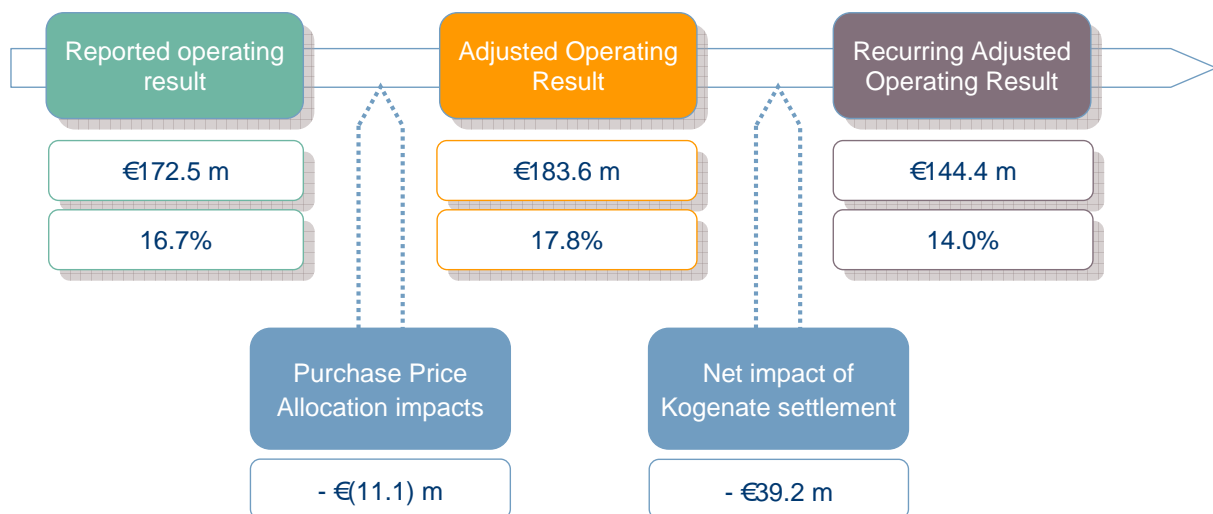 Reported operating
result
Adjusted Operating
Result
Recurring Adjusted
Operating Result
€172.5 m
€183.6 m
€144.4 m
16.7%
17.8%
14.0%
Purchase Price
Allocation impacts
Net impact of
Kogenate settlement
- €(11.1) m
- €39.2 m